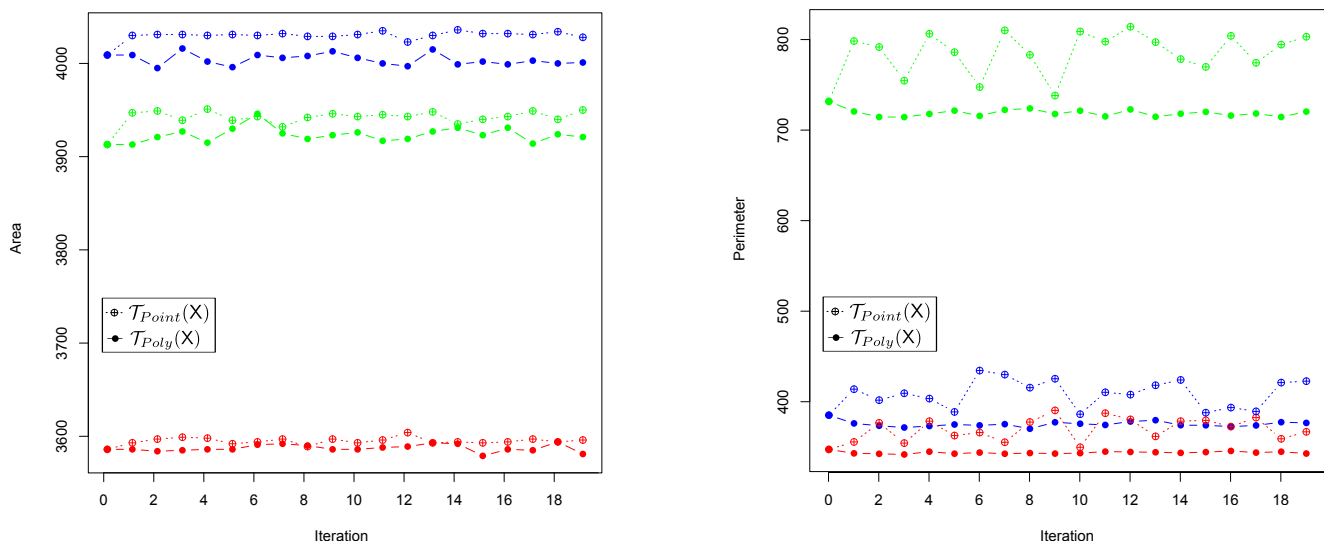 4000
3900
3800
3700
3600
Area
𝒯Point(X)
𝒯Poly(X)
0 2 4 6 8 10 12 14 16 18
Iteration
800
700
600
500
400
Perimeter
𝒯Point(X)
𝒯Poly(X)
0 2 4 6 8 10 12 14 16 18
Iteration